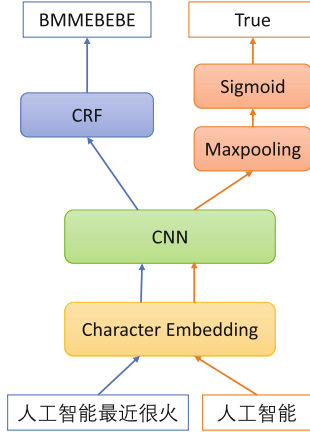 BMMEBEBE
True
Sigmoid
CRF
Maxpooling
CNN
Character Embedding
人工智能最近很火
人工智能